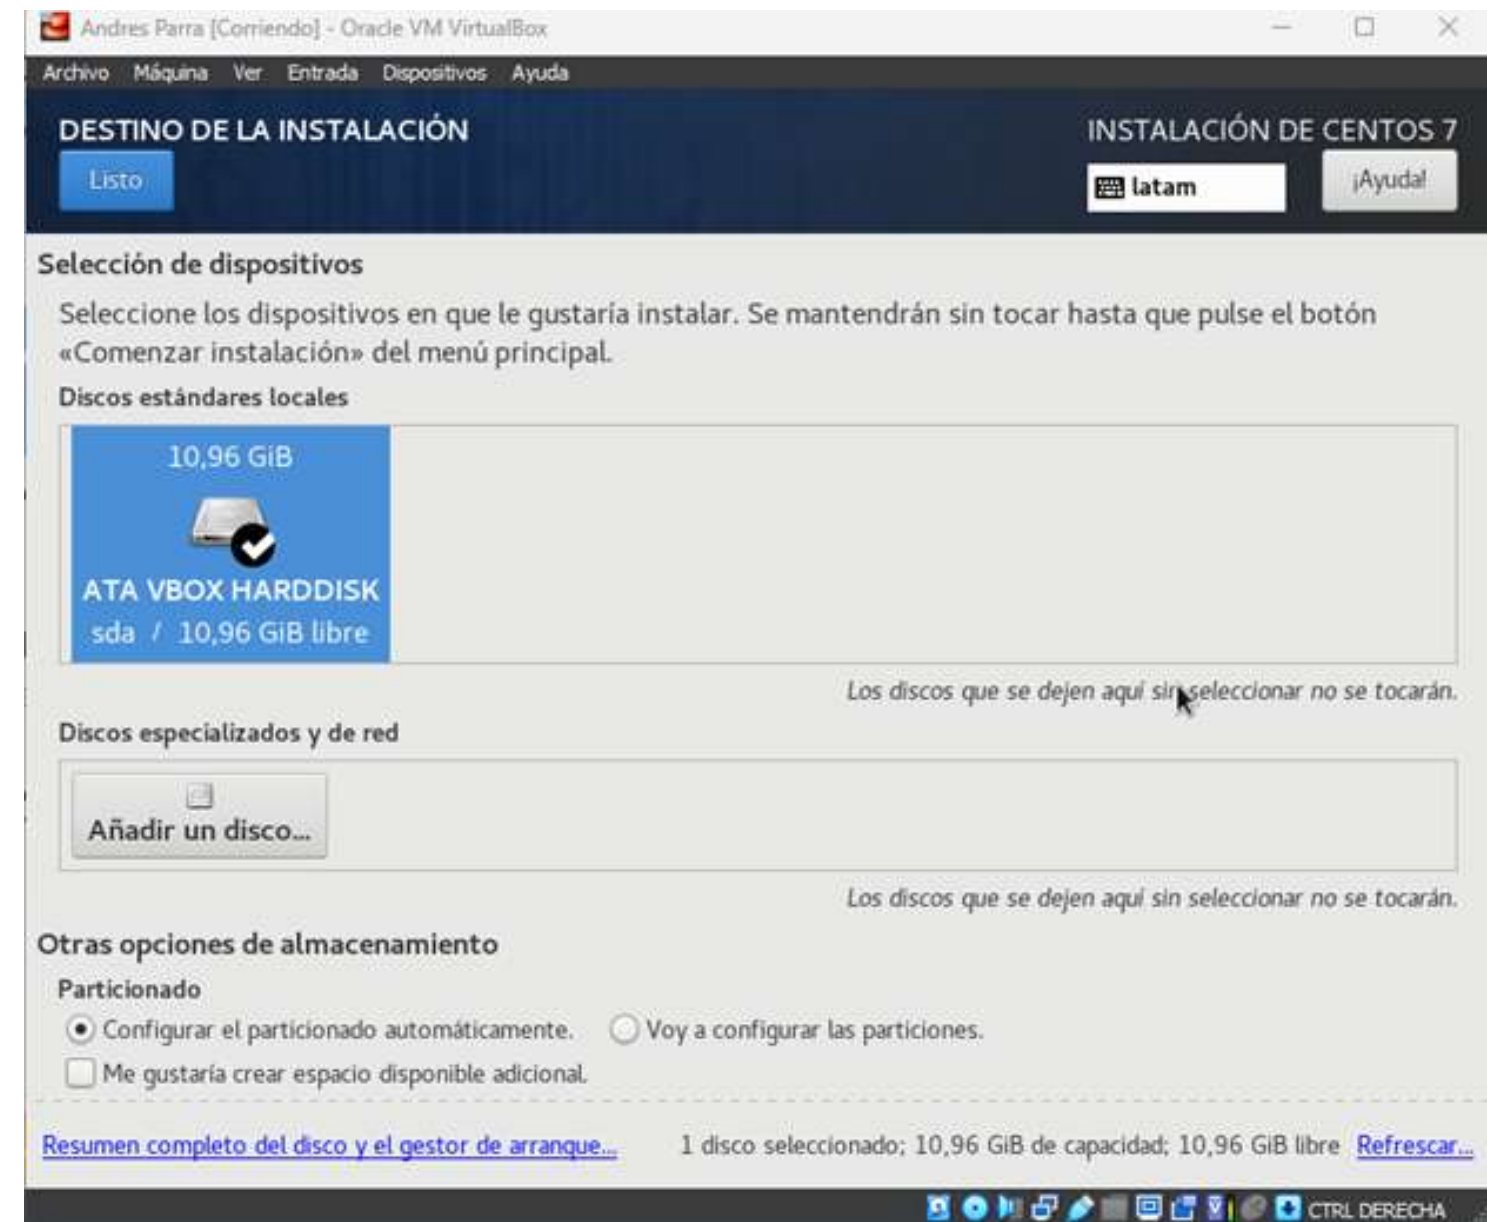 Andres Parra [Corriendo] - Oracle VM VirtualBox
Archivo Máquina Ver Entrada Dispositivos Ayuda
DESTINO DE LA INSTALACIÓN
INSTALACIÓN DE CENTOS 7
Listo
latam
¡Ayuda!
Selección de dispositivos
Seleccione los dispositivos en que le gustaría instalar. Se mantendrán sin tocar hasta que pulse el botón
«Comenzar instalación» del menú principal.
Discos estándares locales
10,96 GiB
ATA VBOX HARDDISK
sda / 10,96 GiB libre
Los discos que se dejen aquí sin seleccionar no se tocarán.
Discos especializados y de red
Añadir un disco...
Los discos que se dejen aquí sin seleccionar no se tocarán.
Otras opciones de almacenamiento
Particionado
Configurar el particionado automáticamente. Voy a configurar las particiones.
Me gustaría crear espacio disponible adicional.
Resumen completo del disco y el gestor de arranque... 1 disco seleccionado; 10,96 GiB de capacidad; 10,96 GiB libre Refrescar...
CTRL DERECHA